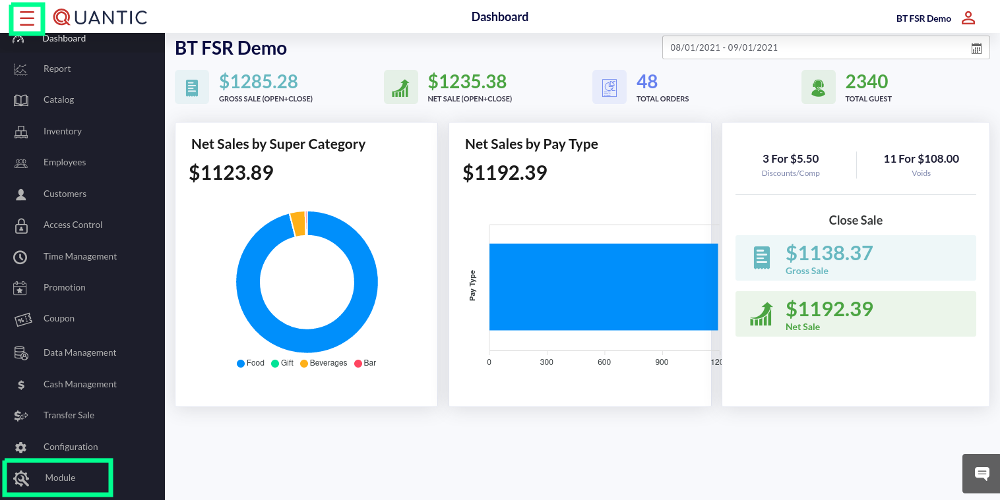 QUANTIC
Dashboard
BT FSR Demo
Dashboard
Report
Catalog
Inventory
Employees
Customers
Access Control
Time Management
Promotion
Coupon
Data Management
Cash Management
Transfer Sale
Configuration
Module
BT FSR Demo
08/01/2021 - 09/01/2021
$1285.28
GROSS SALE (OPEN+CLOSE)
$1235.38
NET SALE (OPEN+CLOSE)
48
TOTAL ORDERS
2340
TOTAL GUEST
Net Sales by Super Category
$1123.89
Food Gift Beverages Bar
Net Sales by Pay Type
$1192.39
Pay Type
0 300 600 900 120
3 For $5.50
Discounts/Comp
11 For $108.00
Voids
Close Sale
$1138.37
Gross Sale
$1192.39
Net Sale